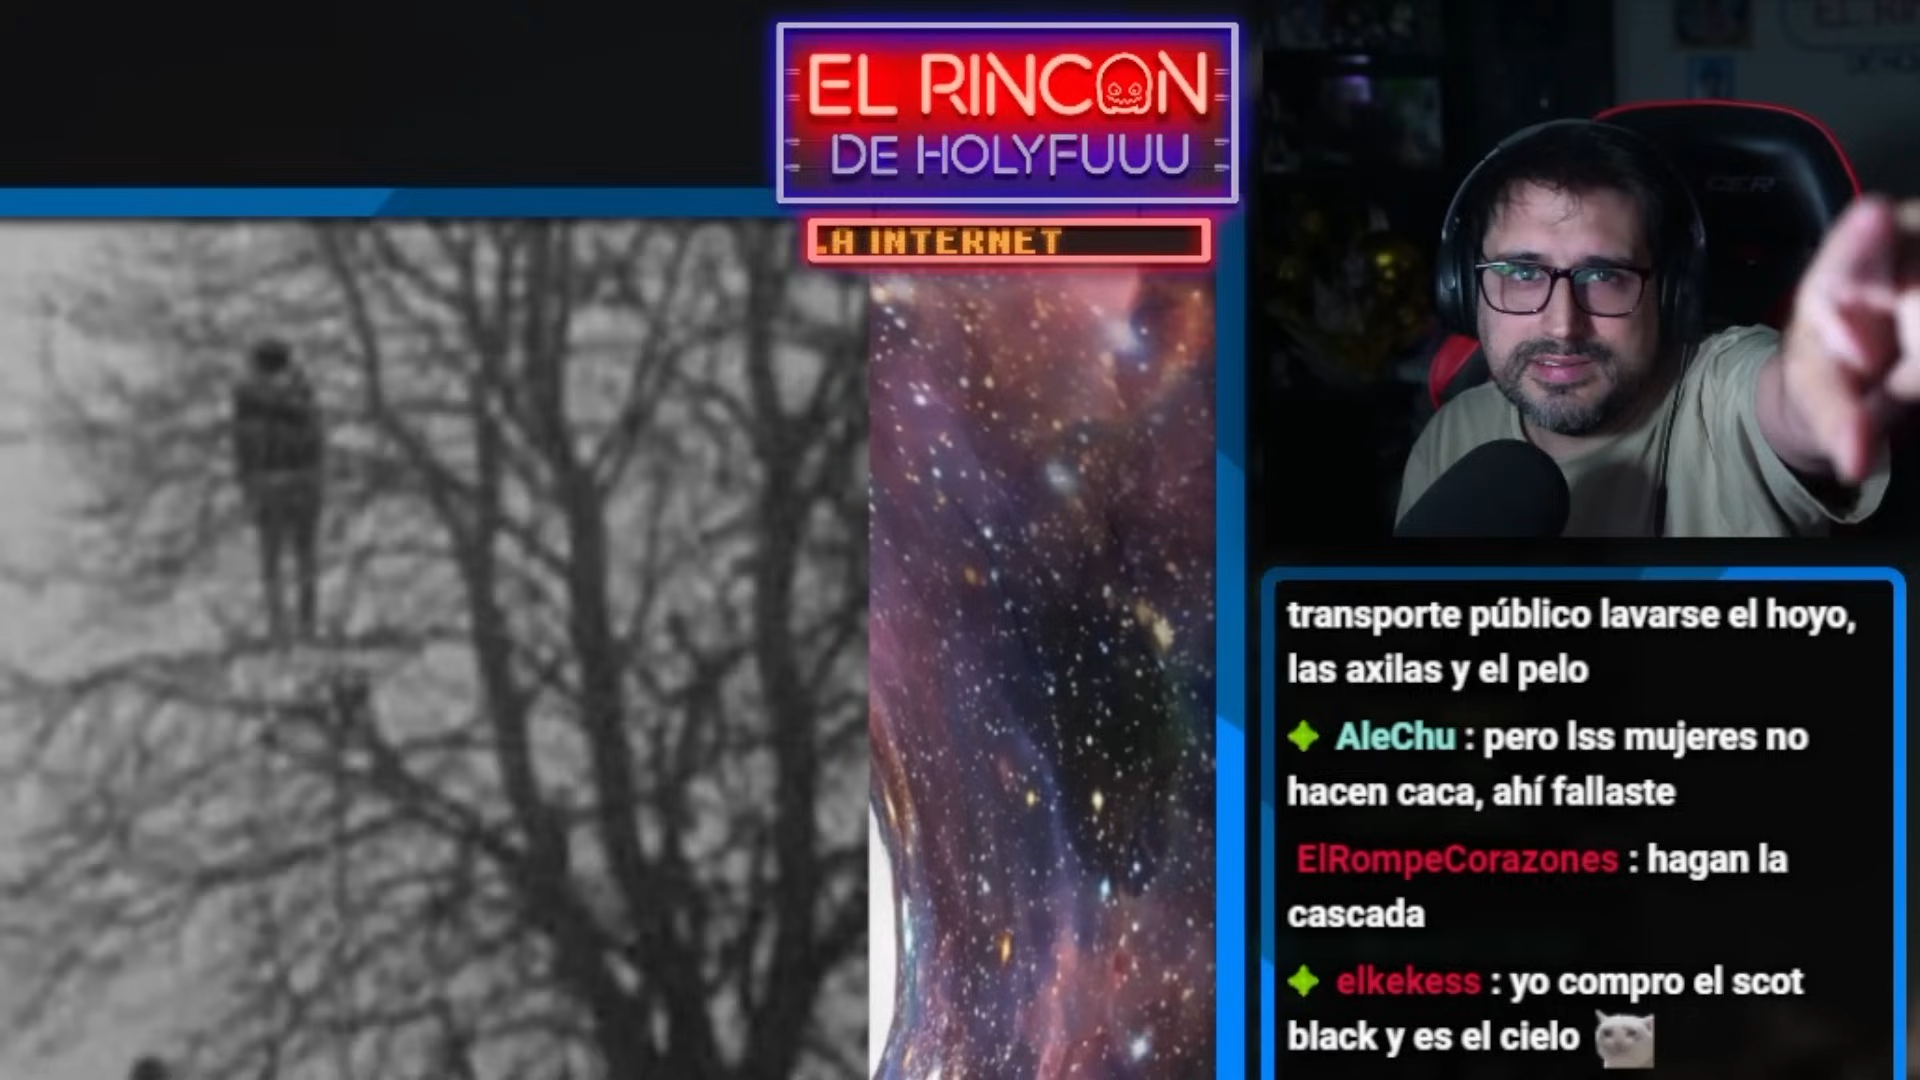 EL RINCON
DE HOLYFUUU
LA INTERNET
transporte público lavarse el hoyo,
las axilas y el pelo
AleChu : pero lss mujeres no
hacen caca, ahí fallaste
ElRompeCorazones : hagan la
cascada
elkekess : yo compro el scot
black y es el cielo